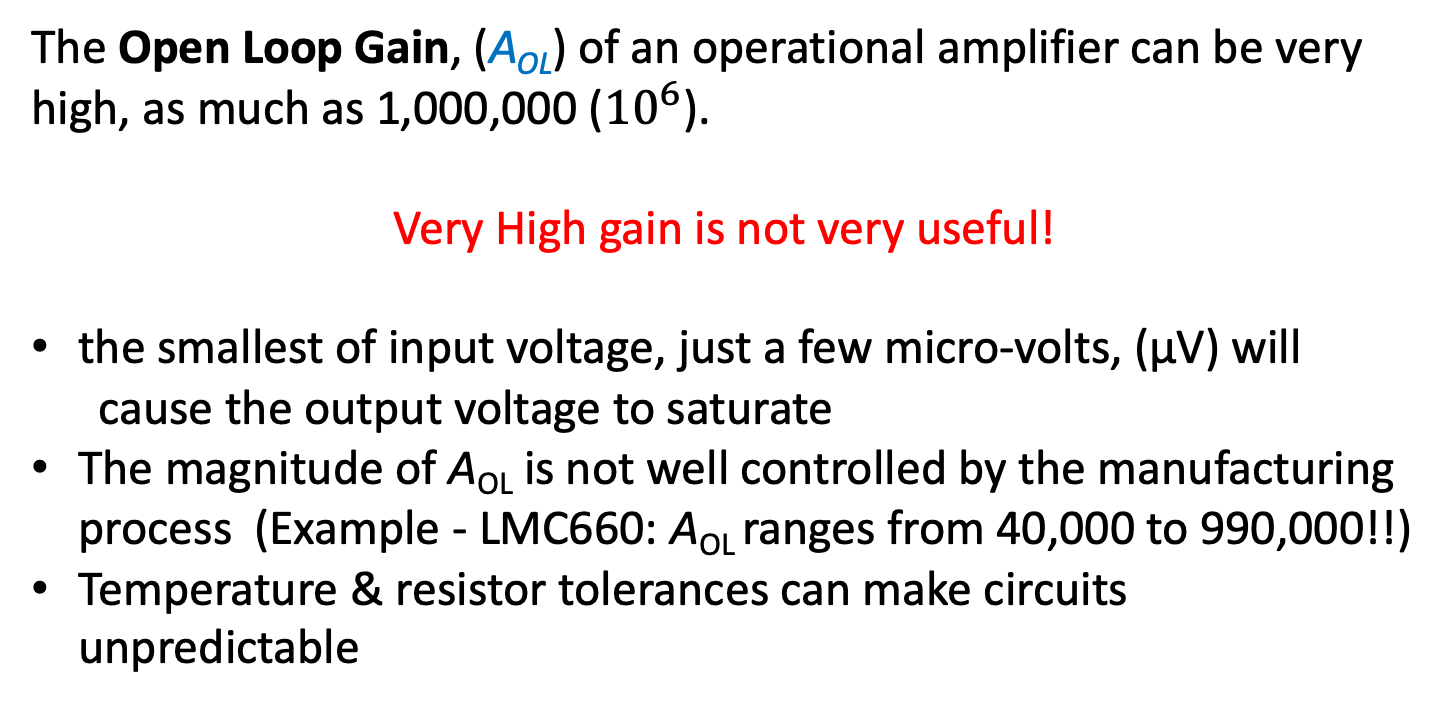 The Open Loop Gain, (A_OL) of an operational amplifier can be very
high, as much as 1,000,000 (10⁶).
Very High gain is not very useful!
• the smallest of input voltage, just a few micro-volts, (μV) will
cause the output voltage to saturate
• The magnitude of A_OL is not well controlled by the manufacturing
process (Example - LMC660: A_OL ranges from 40,000 to 990,000!!)
• Temperature & resistor tolerances can make circuits
unpredictable